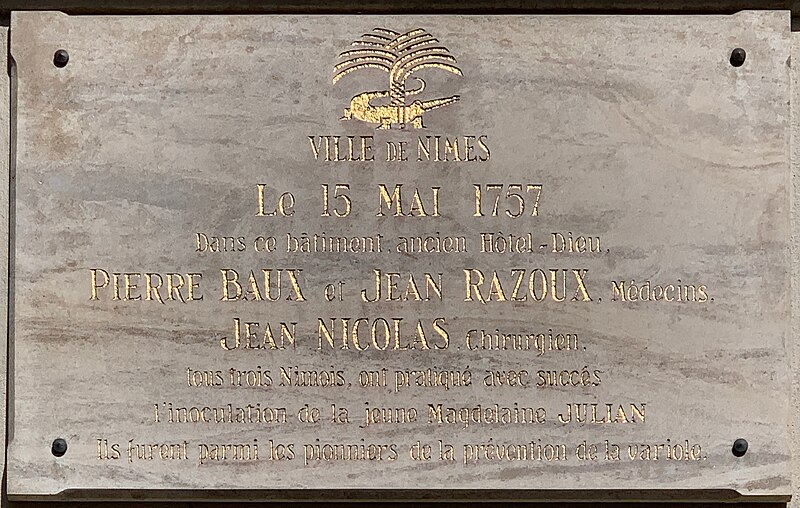 VILLE DE NIMES
Le 15 MAI 1757
Dans ce bâtiment, ancien Hôtel-Dieu,
PIERRE BAUX et JEAN RAZOUX, Médecins,
JEAN NICOLAS, Chirurgien,
tous trois Nimois, ont pratiqué avec succés
l'inoculation de la jeune Magdelaine JULIAN
Ils furent parmi les pionniers de la prévention de la variole.